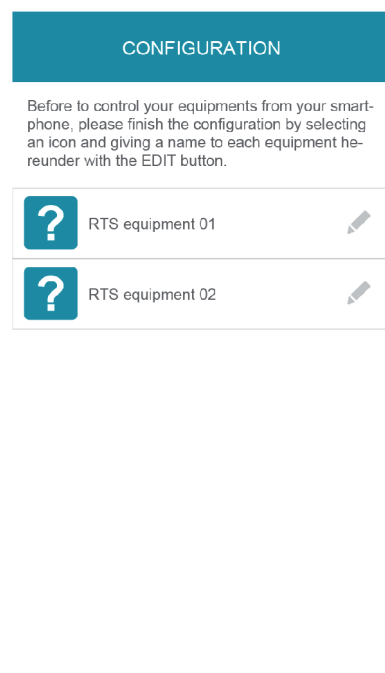 CONFIGURATION
Before to control your equipments from your smart-
phone, please finish the configuration by selecting
an icon and giving a name to each equipment he-
reunder with the EDIT button.
?
RTS equipment 01
?
RTS equipment 02